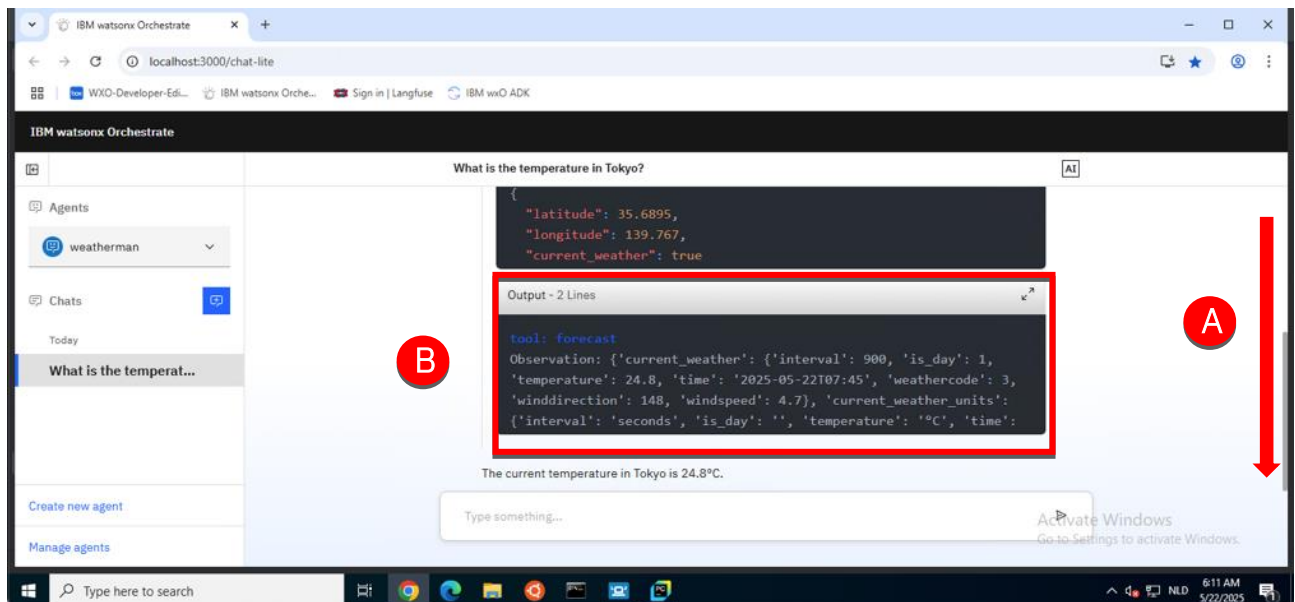 IBM watsonx Orchestrate
localhost:3000/chat-lite
WXO-Developer-Edi...
IBM watsonx Orche...
Sign in | Langfuse
IBM wxO ADK
IBM watsonx Orchestrate
What is the temperature in Tokyo?
AI
Agents
weatherman
Chats
Today
What is the temperat...
Create new agent
Manage agents
{
"latitude": 35.6895,
"longitude": 139.767,
"current_weather": true
Output - 2 Lines
tool: forecast
Observation: {'current_weather': {'interval': 900, 'is_day': 1,
'temperature': 24.8, 'time': '2025-05-22T07:45', 'weathercode': 3,
'winddirection': 148, 'windspeed': 4.7}, 'current_weather_units':
{'interval': 'seconds', 'is_day': '', 'temperature': '°C', 'time':
B
A
The current temperature in Tokyo is 24.8°C.
Type something...
Activate Windows
Go to Settings to activate Windows.
Type here to search
NLD
6:11 AM
5/22/2025